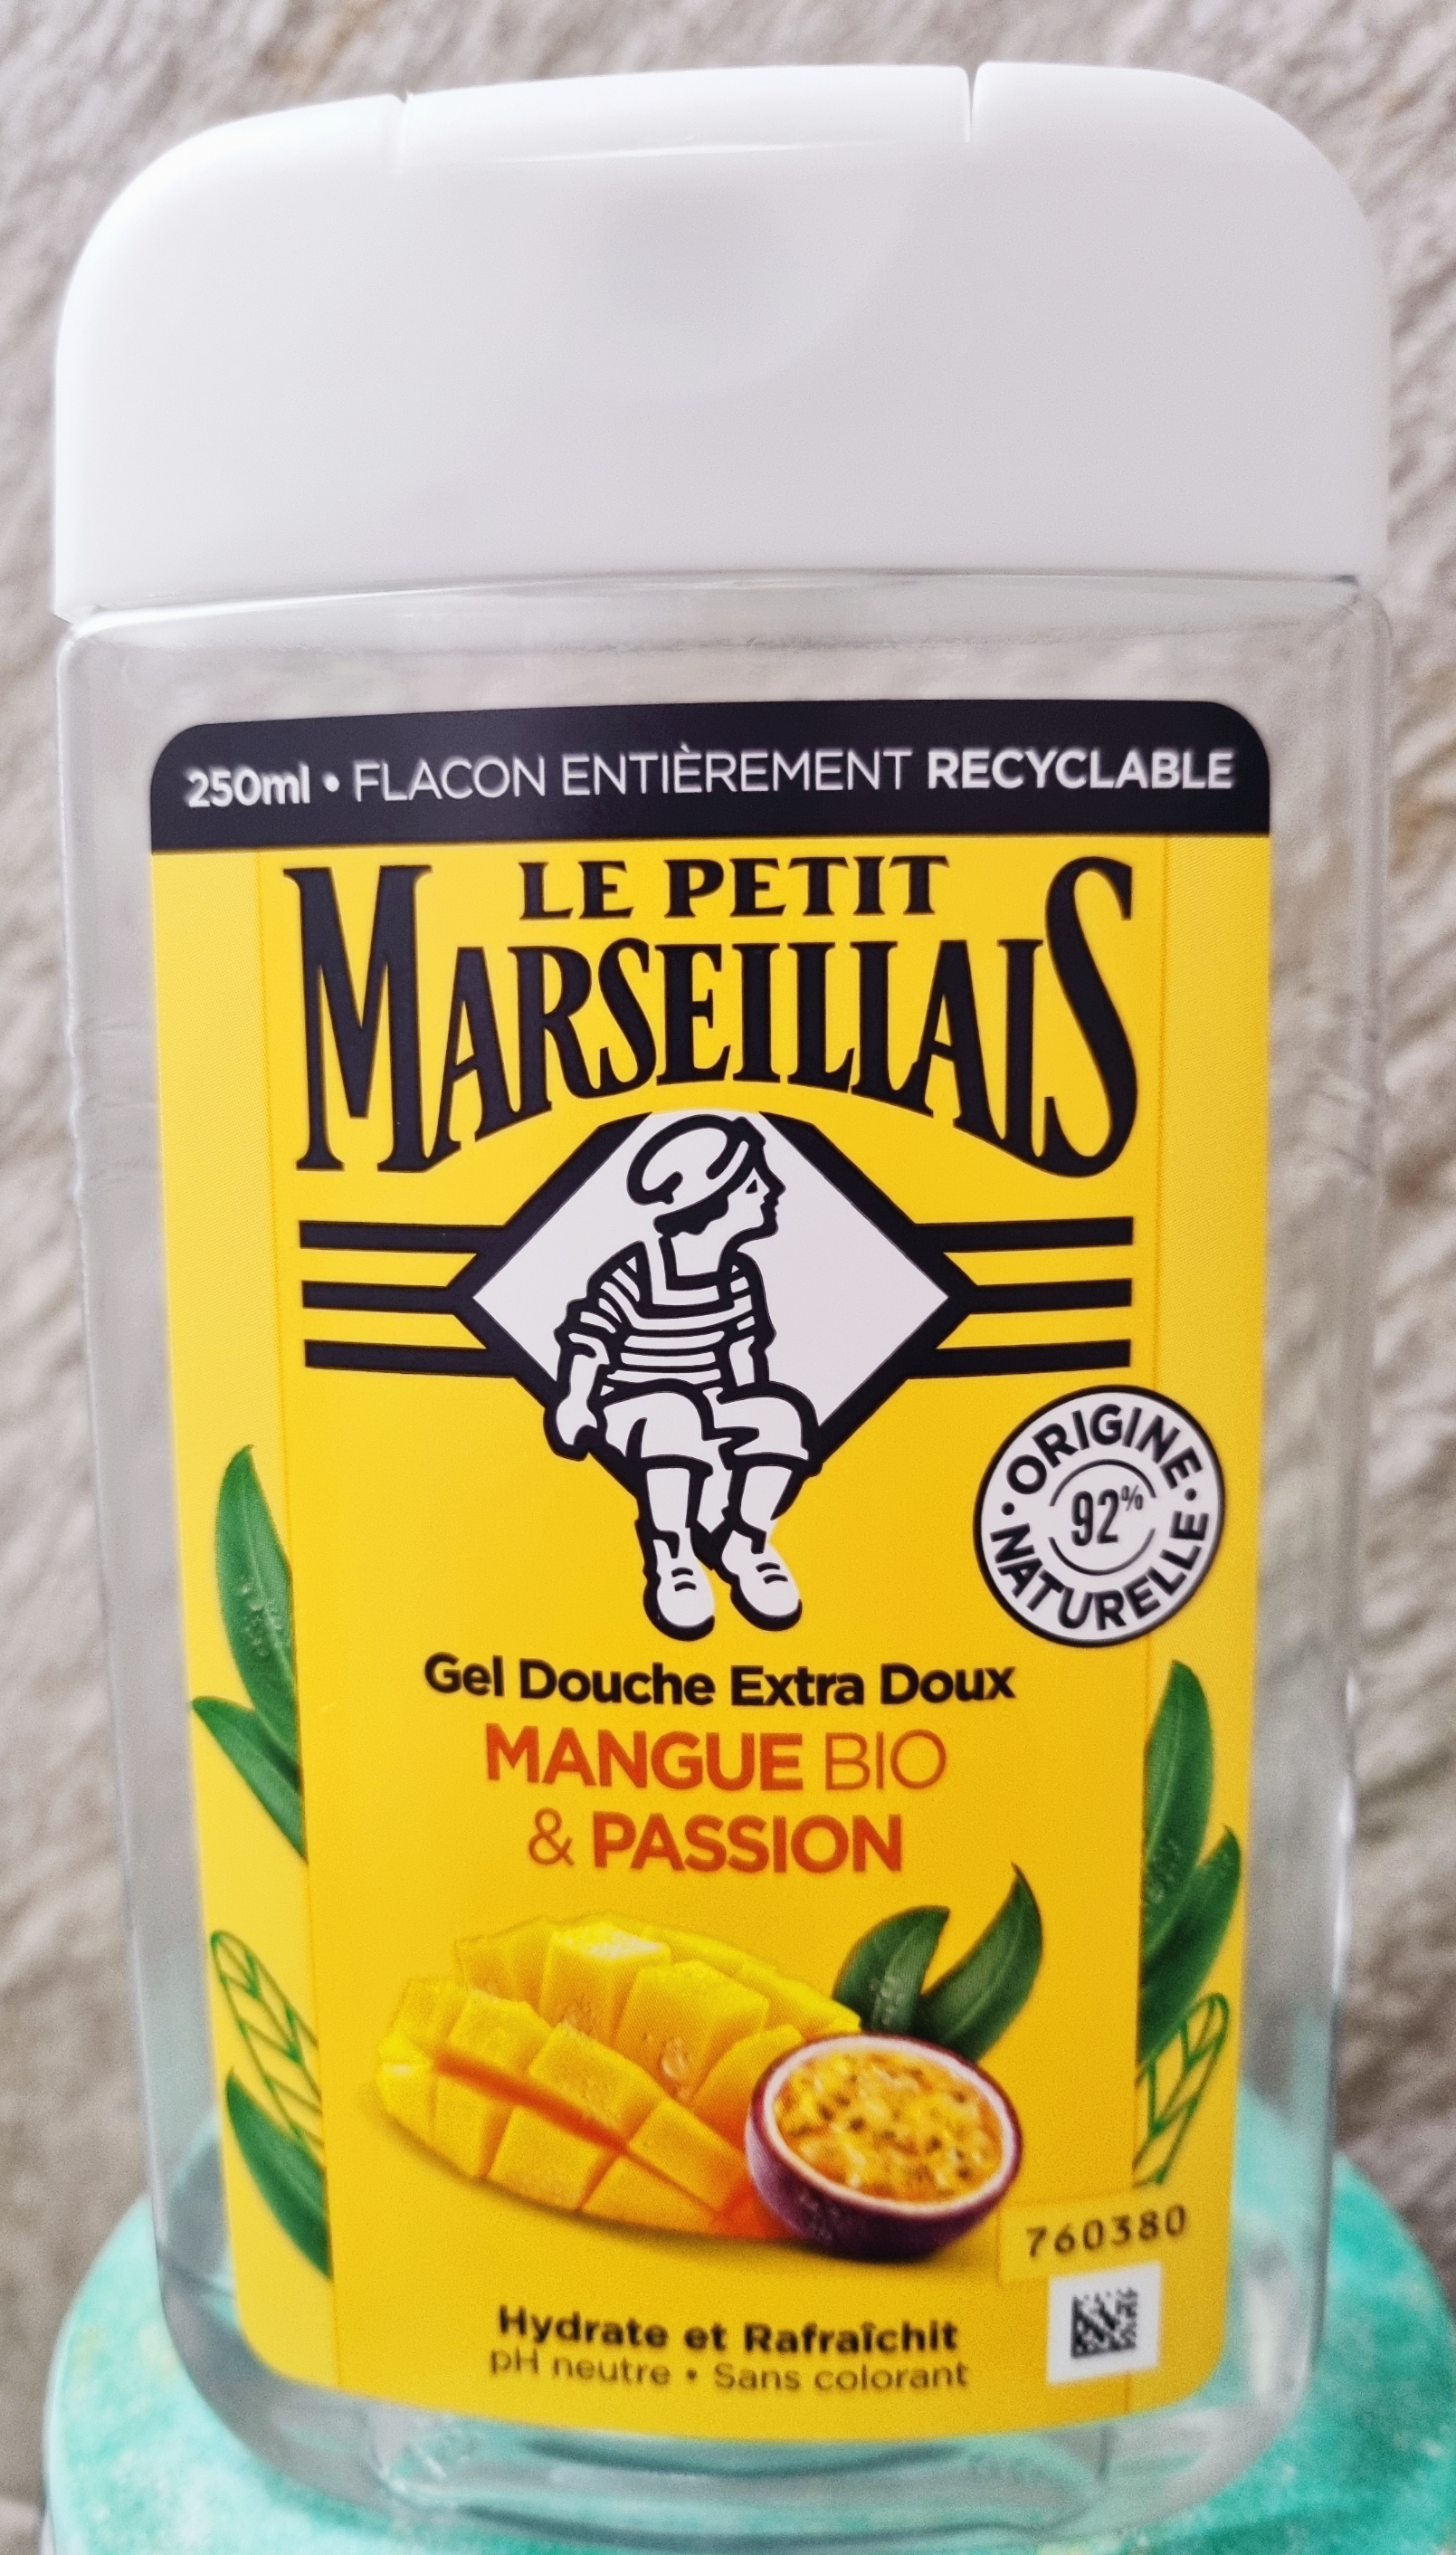 250ml • FLACON ENTIÈREMENT RECYCLABLE
LE PETIT
MARSEILLAIS
• ORIGINE •
92%
NATURELLE
Gel Douche Extra Doux
MANGUE BIO
& PASSION
760380
Hydrate et Rafraîchit
pH neutre • Sans colorant